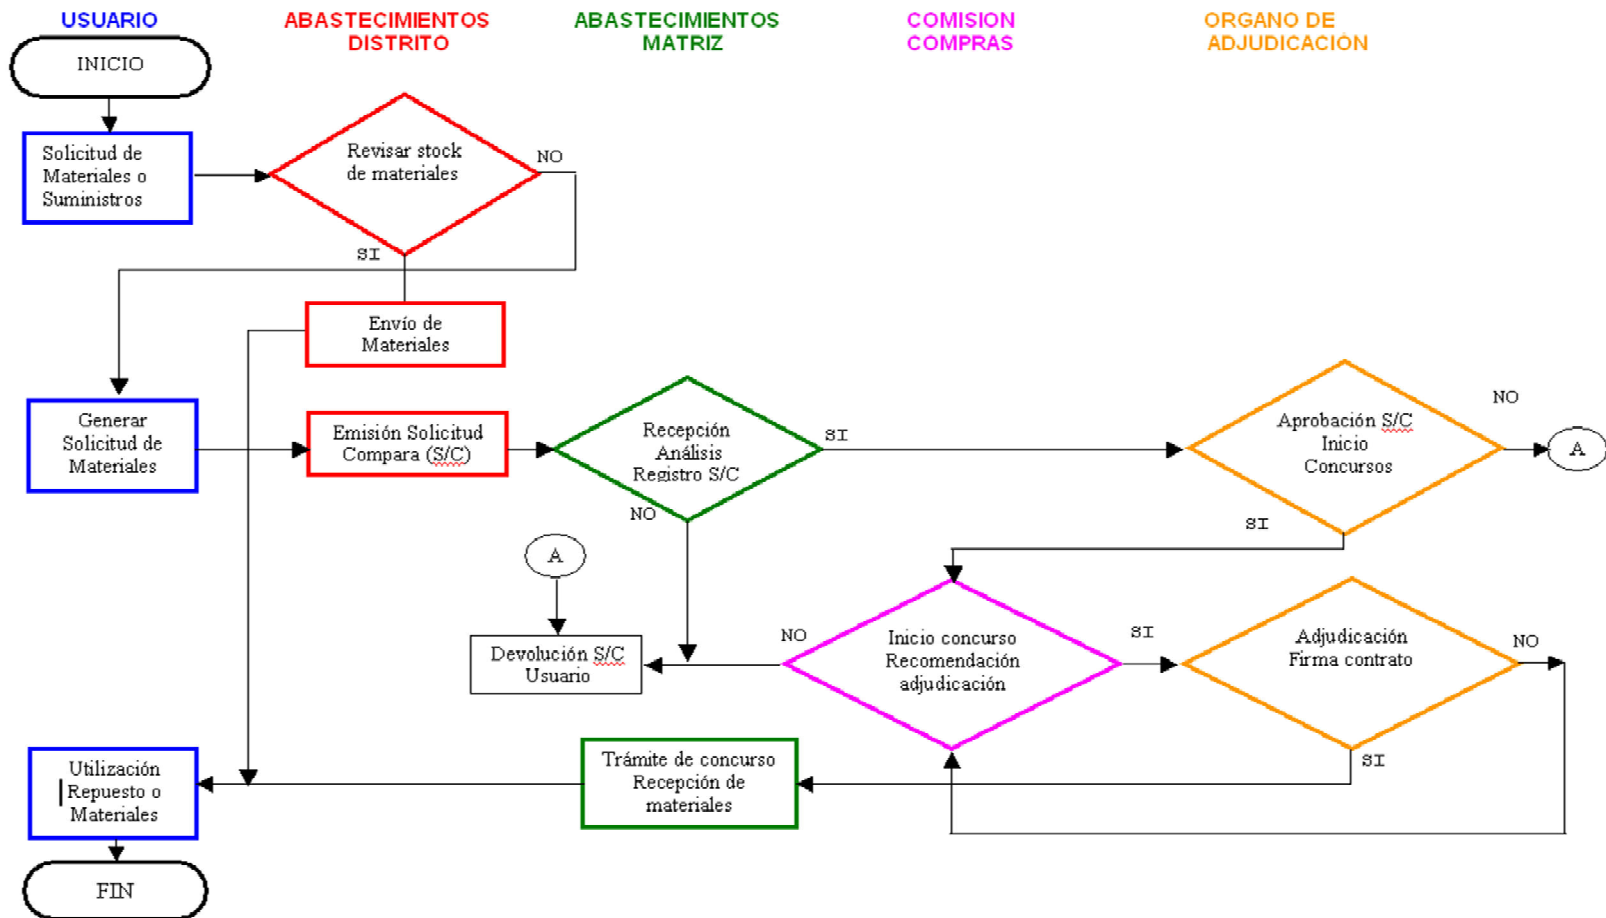 USUARIO
ABASTECIMIENTOS
DISTRITO
ABASTECIMIENTOS
MATRIZ
COMISION
COMPRAS
ORGANO DE
ADJUDICACIÓN
INICIO
Solicitud de
Materiales o
Suministros
Revisar stock
de materiales
NO
SI
Envío de
Materiales
Generar
Solicitud de
Materiales
Emisión Solicitud
Compara (S/C)
Recepción
Análisis
Registro S/C
SI
NO
Aprobación S/C
Inicio
Concursos
NO
A
SI
A
Devolución S/C
Usuario
NO
Inicio concurso
Recomendación
adjudicación
SI
Adjudicación
Firma contrato
NO
SI
Utilización
Repuesto o
Materiales
Trámite de concurso
Recepción de
materiales
FIN